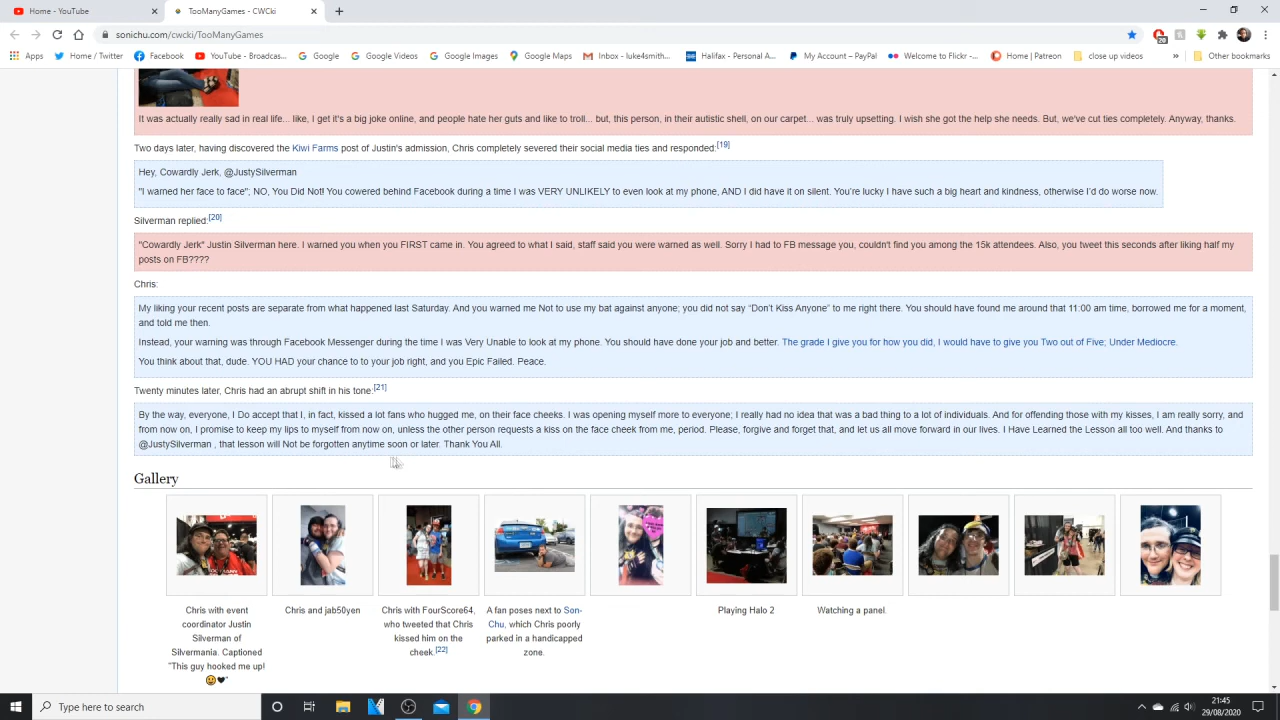 Home - YouTube
TooManyGames - CWCki
sonichu.com/cwcki/TooManyGames
Apps
Home / Twitter
Facebook
YouTube - Broadcas...
Google
Google Videos
Google Images
Google Maps
Inbox - luke4smith...
Halifax - Personal A...
My Account – PayPal
Welcome to Flickr -...
Home | Patreon
close up videos
»
Other bookmarks
It was actually really sad in real life... like, I get it's a big joke online, and people hate her guts and like to troll... but, this person, in their autistic shell, on our carpet... was truly upsetting. I wish she got the help she needs. But, we've cut ties completely. Anyway, thanks.
Two days later, having discovered the Kiwi Farms post of Justin's admission, Chris completely severed their social media ties and responded:[19]
Hey, Cowardly Jerk, @JustySilverman
"I warned her face to face"; NO, You Did Not! You cowered behind Facebook during a time I was VERY UNLIKELY to even look at my phone, AND I did have it on silent. You're lucky I have such a big heart and kindness, otherwise I'd do worse now.
Silverman replied:[20]
"Cowardly Jerk" Justin Silverman here. I warned you when you FIRST came in. You agreed to what I said, staff said you were warned as well. Sorry I had to FB message you, couldn't find you among the 15k attendees. Also, you tweet this seconds after liking half my
posts on FB????
Chris:
My liking your recent posts are separate from what happened last Saturday. And you warned me Not to use my bat against anyone; you did not say “Don't Kiss Anyone” to me right there. You should have found me around that 11:00 am time, borrowed me for a moment,
and told me then.
Instead, your warning was through Facebook Messenger during the time I was Very Unable to look at my phone. You should have done your job and better. The grade I give you for how you did, I would have to give you Two out of Five; Under Mediocre.
You think about that, dude. YOU HAD your chance to to your job right, and you Epic Failed. Peace.
Twenty minutes later, Chris had an abrupt shift in his tone:[21]
By the way, everyone, I Do accept that I, in fact, kissed a lot fans who hugged me, on their face cheeks. I was opening myself more to everyone; I really had no idea that was a bad thing to a lot of individuals. And for offending those with my kisses, I am really sorry, and
from now on, I promise to keep my lips to myself from now on, unless the other person requests a kiss on the face cheek from me, period. Please, forgive and forget that, and let us all move forward in our lives. I Have Learned the Lesson all too well. And thanks to
@JustySilverman , that lesson will Not be forgotten anytime soon or later. Thank You All.
Gallery
Chris with event
coordinator Justin
Silverman of
Silvermania. Captioned
"This guy hooked me up!
😃🖤"
Chris and jab50yen
Chris with FourScore64,
who tweeted that Chris
kissed him on the
cheek.[22]
A fan poses next to Son-
Chu, which Chris poorly
parked in a handicapped
zone.
Playing Halo 2
Watching a panel.
Type here to search
21:45
29/08/2020